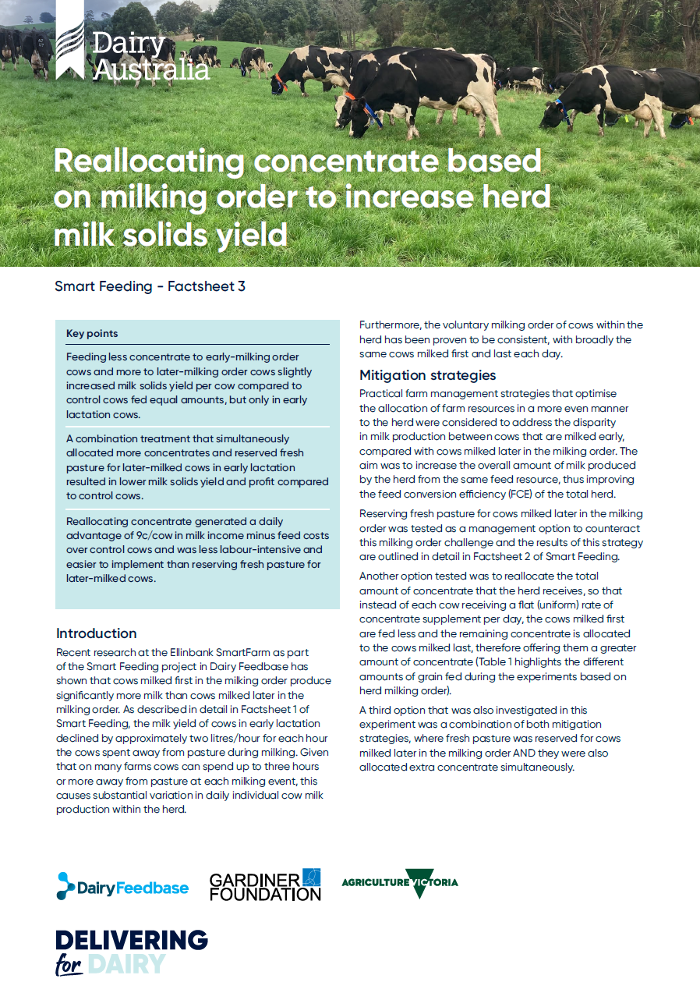 Dairy
Australia
Reallocating concentrate based
on milking order to increase herd
milk solids yield
Smart Feeding - Factsheet 3
Key points
Feeding less concentrate to early-milking order
cows and more to later-milking order cows slightly
increased milk solids yield per cow compared to
control cows fed equal amounts, but only in early
lactation cows.
A combination treatment that simultaneously
allocated more concentrates and reserved fresh
pasture for later-milked cows in early lactation
resulted in lower milk solids yield and profit compared
to control cows.
Reallocating concentrate generated a daily
advantage of 9c/cow in milk income minus feed costs
over control cows and was less labour-intensive and
easier to implement than reserving fresh pasture for
later-milked cows.
Introduction
Recent research at the Ellinbank SmartFarm as part
of the Smart Feeding project in Dairy Feedbase has
shown that cows milked first in the milking order produce
significantly more milk than cows milked later in the
milking order. As described in detail in Factsheet 1 of
Smart Feeding, the milk yield of cows in early lactation
declined by approximately two litres/hour for each hour
the cows spent away from pasture during milking. Given
that on many farms cows can spend up to three hours
or more away from pasture at each milking event, this
causes substantial variation in daily individual cow milk
production within the herd.
Furthermore, the voluntary milking order of cows within the
herd has been proven to be consistent, with broadly the
same cows milked first and last each day.
Mitigation strategies
Practical farm management strategies that optimise
the allocation of farm resources in a more even manner
to the herd were considered to address the disparity
in milk production between cows that are milked early,
compared with cows milked later in the milking order. The
aim was to increase the overall amount of milk produced
by the herd from the same feed resource, thus improving
the feed conversion efficiency (FCE) of the total herd.
Reserving fresh pasture for cows milked later in the milking
order was tested as a management option to counteract
this milking order challenge and the results of this strategy
are outlined in detail in Factsheet 2 of Smart Feeding.
Another option tested was to reallocate the total
amount of concentrate that the herd receives, so that
instead of each cow receiving a flat (uniform) rate of
concentrate supplement per day, the cows milked first
are fed less and the remaining concentrate is allocated
to the cows milked last, therefore offering them a greater
amount of concentrate (Table 1 highlights the different
amounts of grain fed during the experiments based on
herd milking order).
A third option that was also investigated in this
experiment was a combination of both mitigation
strategies, where fresh pasture was reserved for cows
milked later in the milking order AND they were also
allocated extra concentrate simultaneously.
DairyFeedbase
GARDINER
FOUNDATION
AGRICULTURE VICTORIA
DELIVERING
for DAIRY